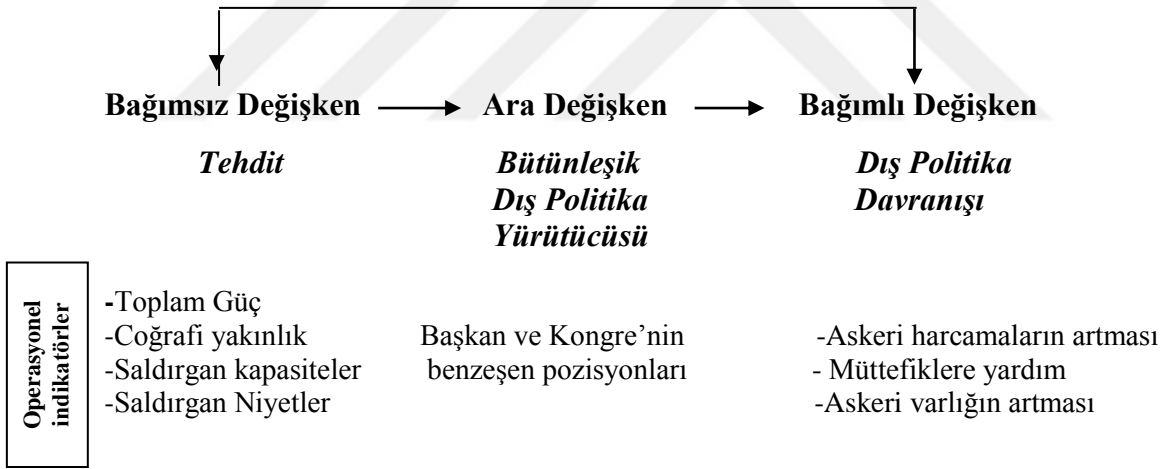 Bağımsız Değişken Ara Değişken Bağımlı Değişken
Tehdit Bütünleşik Dış Politika
Dış Politika Davranışı
Yürütücüsü
Operasyonel
indikatörler
-Toplam Güç
-Coğrafi yakınlık Başkan ve Kongre’nin -Askeri harcamaların artması
-Saldırgan kapasiteler benzeşen pozisyonları - Müttefiklere yardım
-Saldırgan Niyetler -Askeri varlığın artması